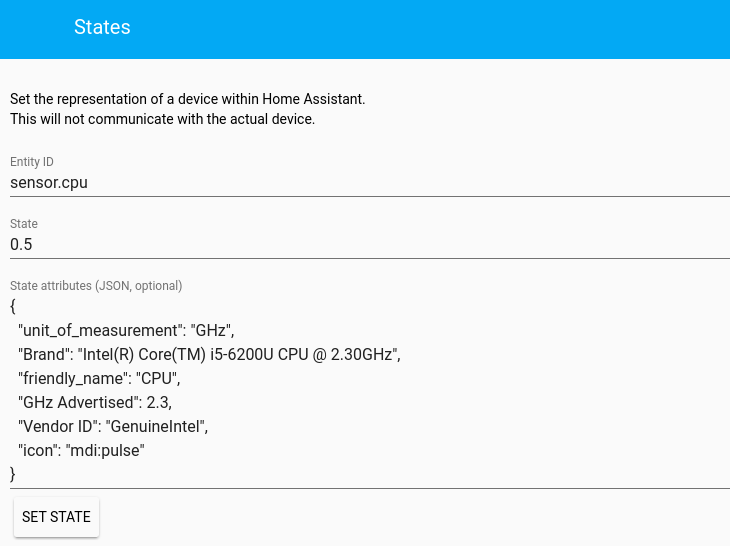 States
Set the representation of a device within Home Assistant.
This will not communicate with the actual device.
Entity ID
sensor.cpu
State
0.5
State attributes (JSON, optional)
{
  "unit_of_measurement": "GHz",
  "Brand": "Intel(R) Core(TM) i5-6200U CPU @ 2.30GHz",
  "friendly_name": "CPU",
  "GHz Advertised": 2.3,
  "Vendor ID": "GenuineIntel",
  "icon": "mdi:pulse"
}
SET STATE